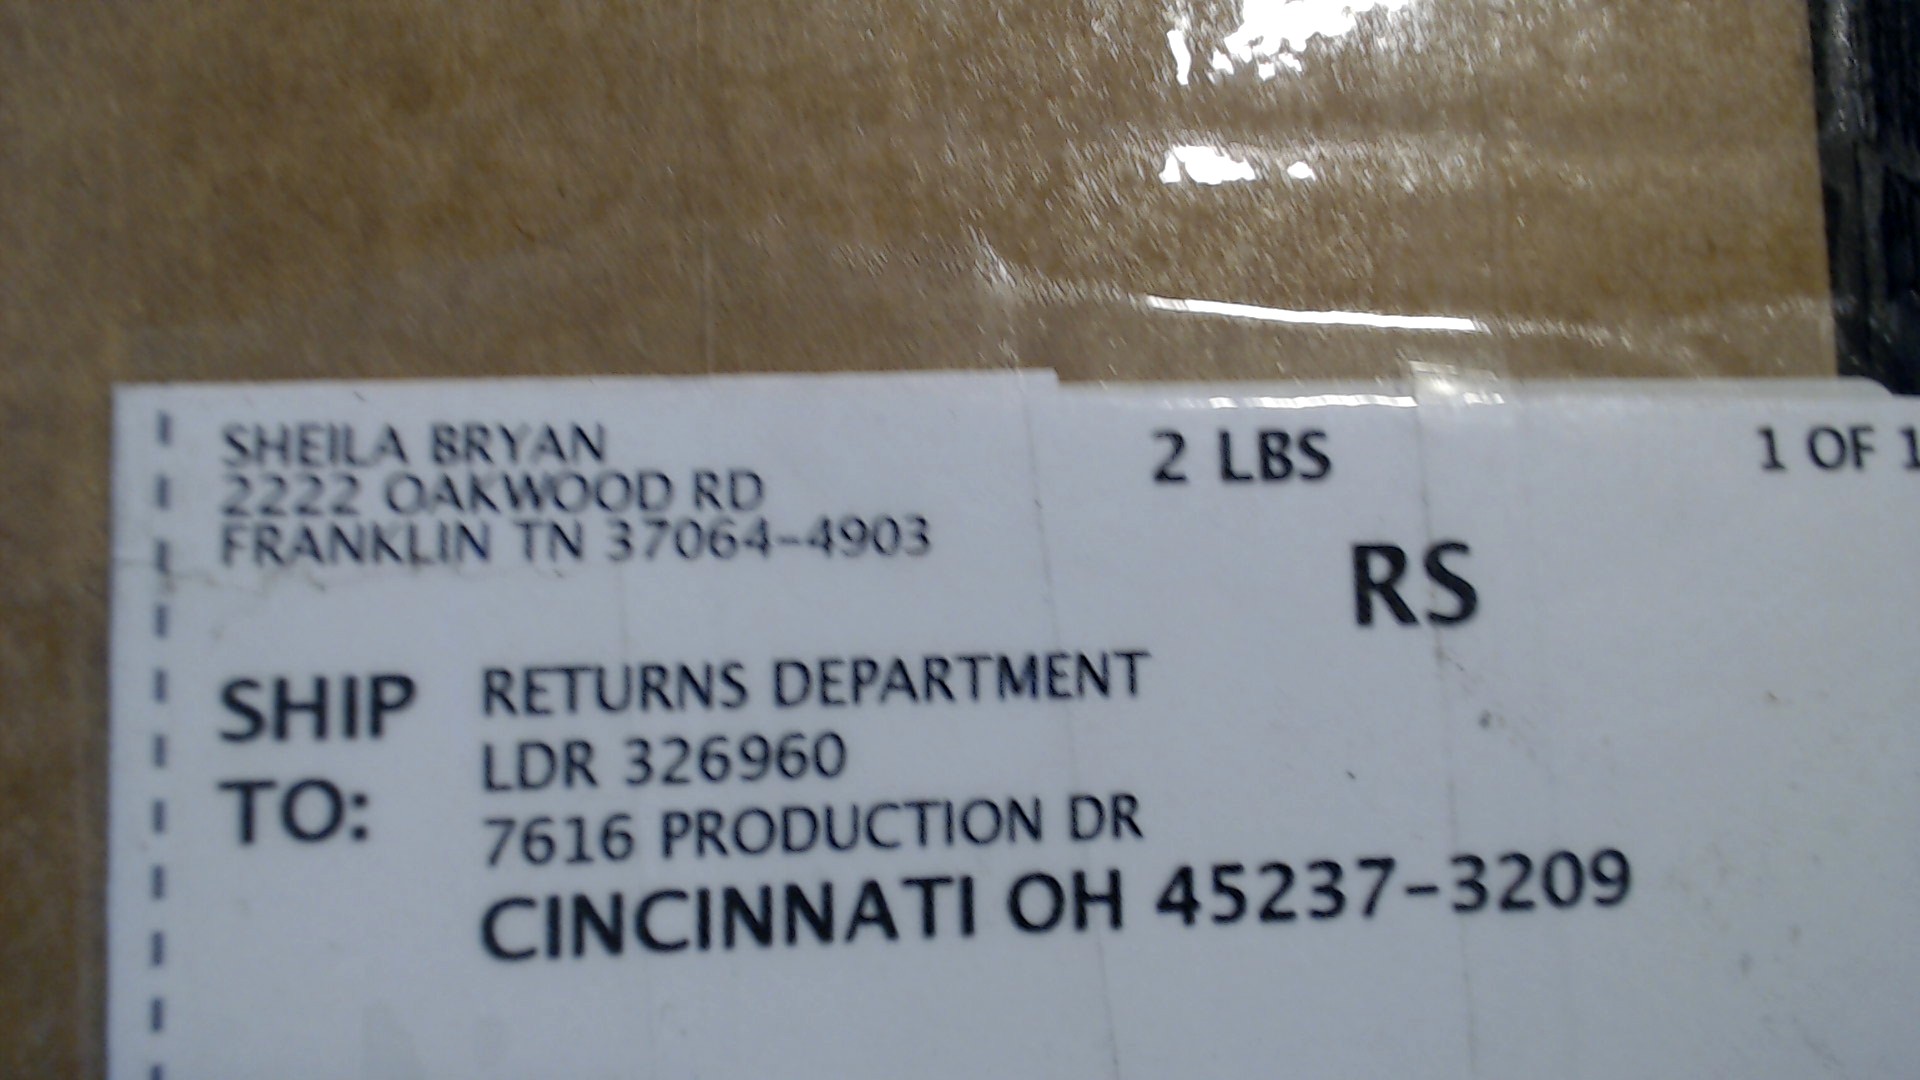 SHEILA BRYAN
2222 OAKWOOD RD
FRANKLIN TN 37064-4903
2 LBS
1 OF 1
RS
SHIP TO:
RETURNS DEPARTMENT
LDR 326960
7616 PRODUCTION DR
CINCINNATI OH 45237-3209